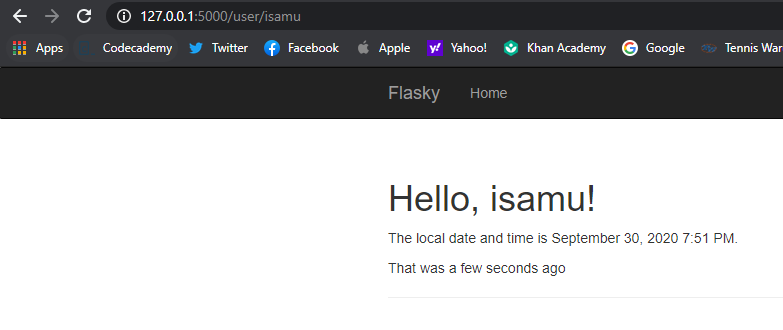 127.0.0.1:5000/user/isamu
Apps Codecademy Twitter Facebook Apple Yahoo! Khan Academy Google Tennis War
Flasky Home
Hello, isamu!
The local date and time is September 30, 2020 7:51 PM.
That was a few seconds ago